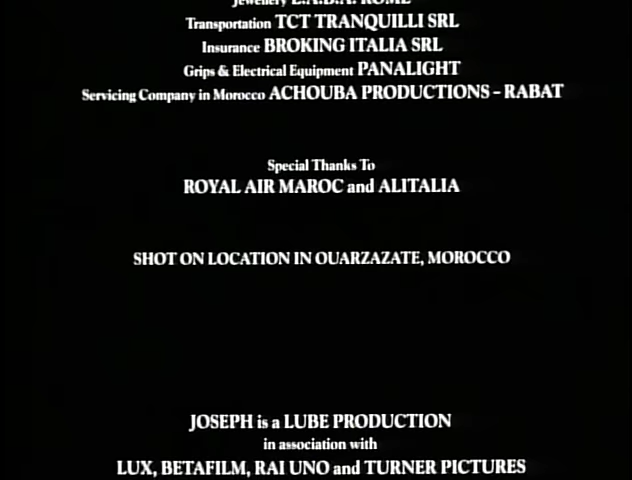 Jewellery L.A.B.A. ROME
Transportation TCT TRANQUILLI SRL
Insurance BROKING ITALIA SRL
Grips & Electrical Equipment PANALIGHT
Servicing Company in Morocco ACHOUBA PRODUCTIONS – RABAT
Special Thanks To
ROYAL AIR MAROC and ALITALIA
SHOT ON LOCATION IN OUARZAZATE, MOROCCO
JOSEPH is a LUBE PRODUCTION
in association with
LUX, BETAFILM, RAI UNO and TURNER PICTURES